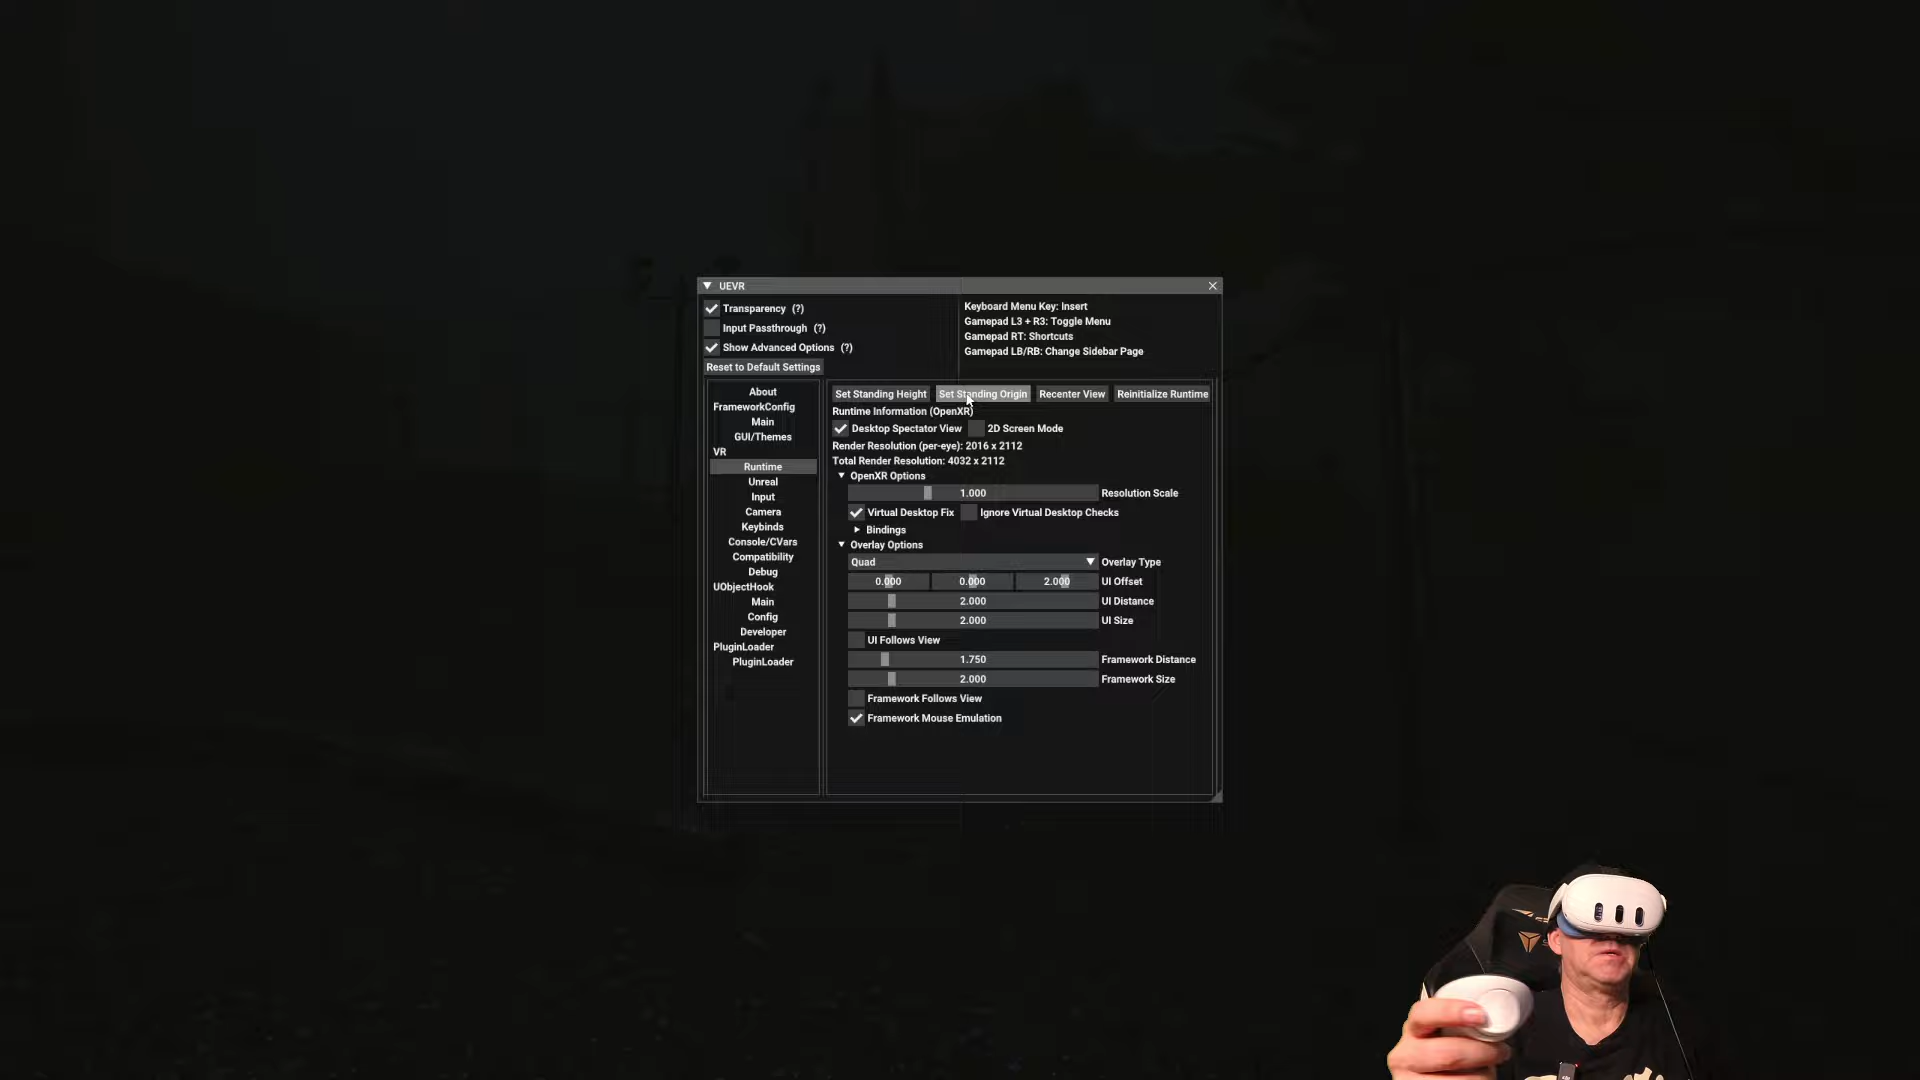 UEVR
Transparency (?)
Input Passthrough (?)
Show Advanced Options (?)
Reset to Default Settings
Keyboard Menu Key: Insert
Gamepad L3 + R3: Toggle Menu
Gamepad RT: Shortcuts
Gamepad LB/RB: Change Sidebar Page
About
FrameworkConfig
Main
GUI/Themes
VR
Runtime
Unreal
Input
Camera
Keybinds
Console/CVars
Compatibility
Debug
UObjectHook
Main
Config
Developer
PluginLoader
PluginLoader
Set Standing Height Set Standing Origin Recenter View Reinitialize Runtime
Runtime Information (OpenXR)
Desktop Spectator View 2D Screen Mode
Render Resolution (per-eye): 2016 x 2112
Total Render Resolution: 4032 x 2112
OpenXR Options
1.000 Resolution Scale
Virtual Desktop Fix Ignore Virtual Desktop Checks
Bindings
Overlay Options
Quad Overlay Type
0.000 0.000 2.000 UI Offset
2.000 UI Distance
2.000 UI Size
UI Follows View
1.750 Framework Distance
2.000 Framework Size
Framework Follows View
Framework Mouse Emulation